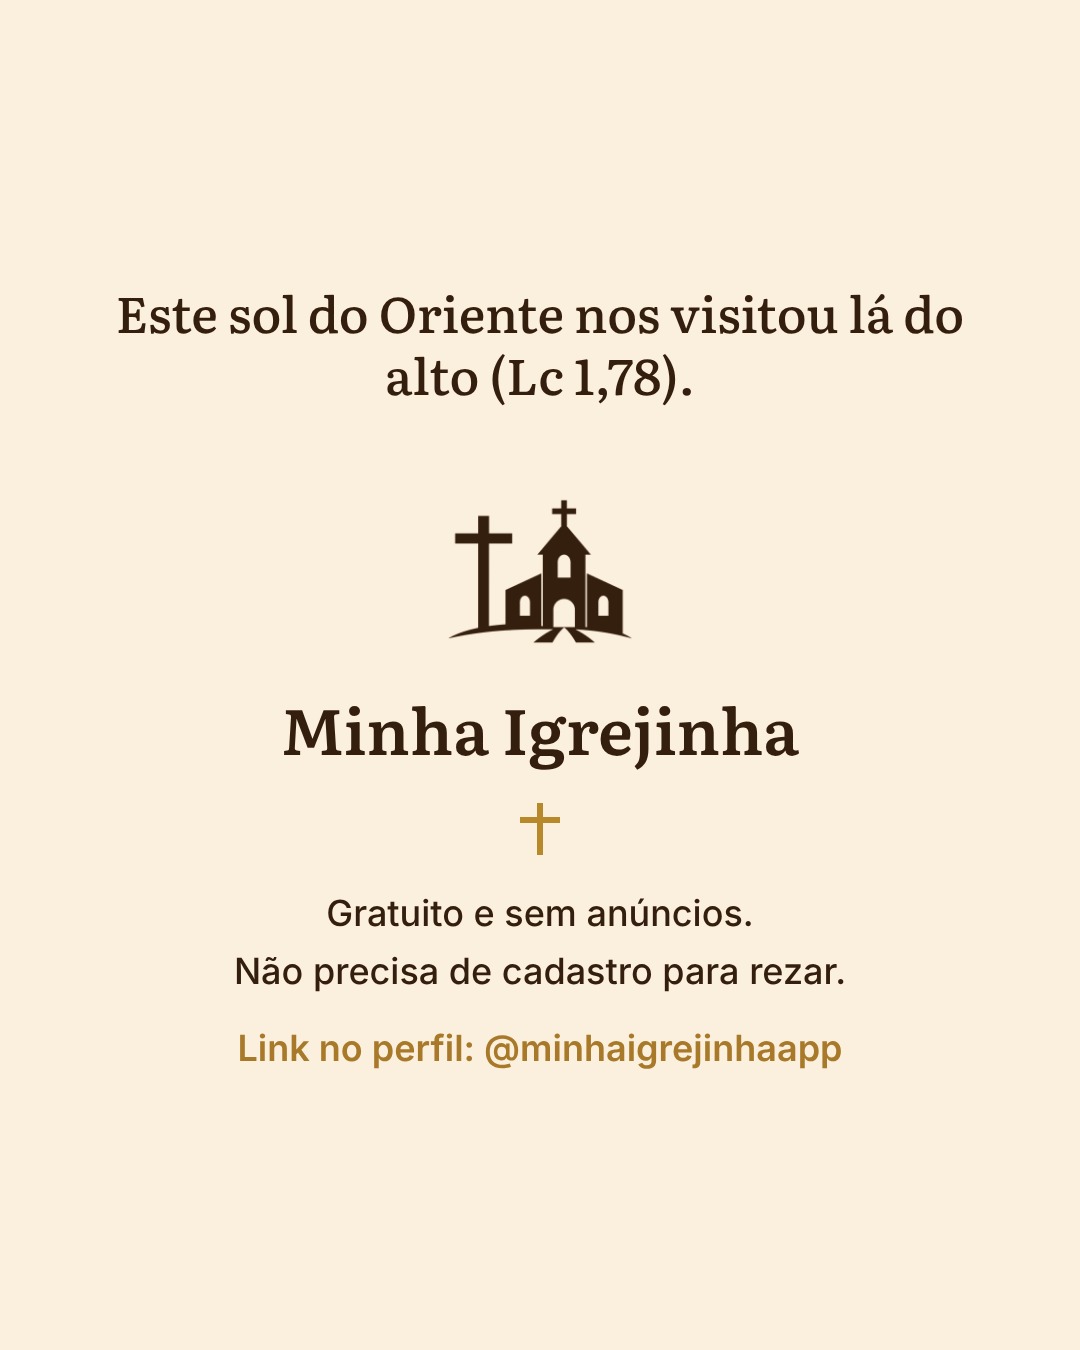 Este sol do Oriente nos visitou lá do
alto (Lc 1,78).
Minha Igrejinha
Gratuito e sem anúncios.
Não precisa de cadastro para rezar.
Link no perfil: @minhaigrejinhaapp